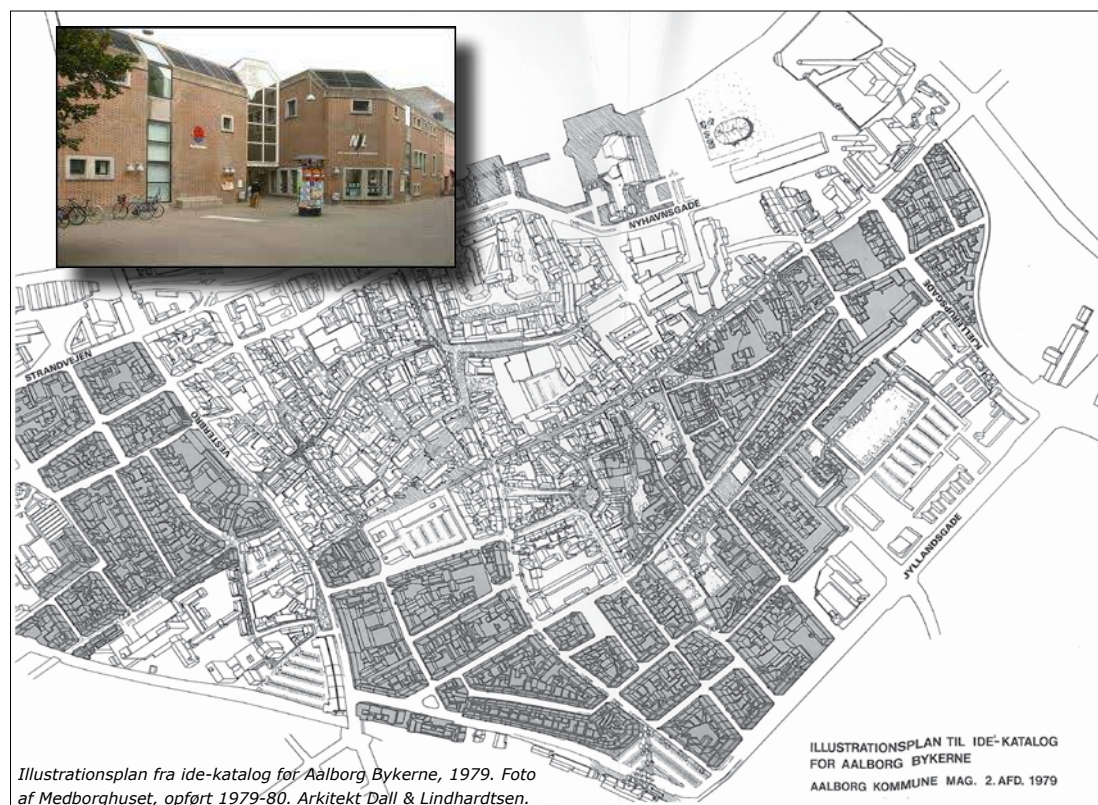 NYHAVNSGADE
KJELLERUPSGADE
STRANDVEJEN
VESTERBRO
JYLLANDSGADE
ILLUSTRATIONSPLAN TIL IDE'-KATALOG
FOR AALBORG BYKERNE
AALBORG KOMMUNE MAG. 2. AFD. 1979
Illustrationsplan fra ide-katalog for Aalborg Bykerne, 1979. Foto
af Medborghuset, opført 1979-80. Arkitekt Dall & Lindhardtsen.